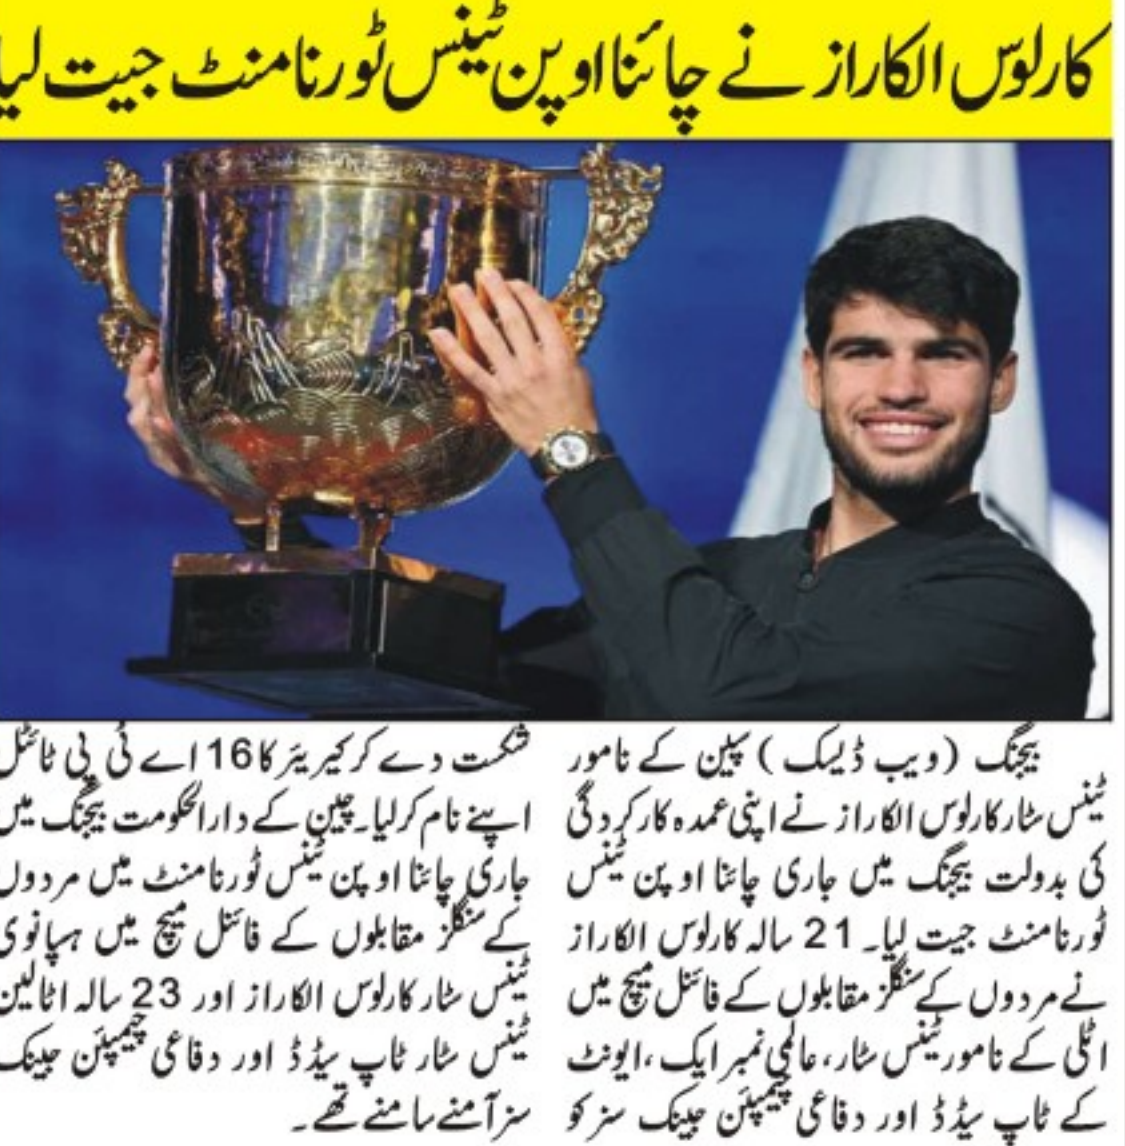 کارلوس الکاراز نے چائنا اوپن ٹینس ٹورنامنٹ جیت لیا
بیجنگ (ویب ڈیسک) سپین کے نامور
ٹینس سٹار کارلوس الکاراز نے اپنی عمدہ کارکردگی
کی بدولت بیجنگ میں جاری چائنا اوپن ٹینس
ٹورنامنٹ جیت لیا۔ 21 سالہ کارلوس الکاراز
نے مردوں کے سنگلز مقابلوں کے فائنل میچ میں
اٹلی کے نامور ٹینس سٹار، عالمی نمبر ایک ،ایونٹ
کے ٹاپ سیڈڈ اور دفاعی چیمپئن جینک سنر کو
شکست دے کر کیریئر کا 16 اے ٹی پی ٹائٹل
اپنے نام کرلیا۔ چین کے دارالحکومت بیجنگ میں
جاری چائنا اوپن ٹینس ٹورنامنٹ میں مردوں
کے سنگلز مقابلوں کے فائنل میچ میں ہسپانوی
ٹینس سٹار کارلوس الکاراز اور 23 سالہ اٹالین
ٹینس سٹار ٹاپ سیڈڈ اور دفاعی چیمپئن جینک
سنر آمنے سامنے تھے۔